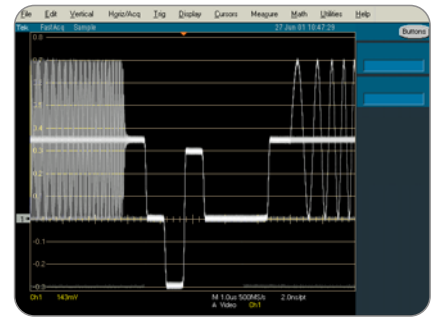 File Edit Vertical Horiz/Acq Trig Display Cursors Measure Math Utilities Help
Tek FastAcq Sample 27 Jun 01 10:47:29 Buttons
0.8
0.7
0.4
0.3
0.2
1
-0.1
-0.2
-0.3
Ch1 143mV M 1.0us 500MS/s 2.0ns/pt
A Video Ch1